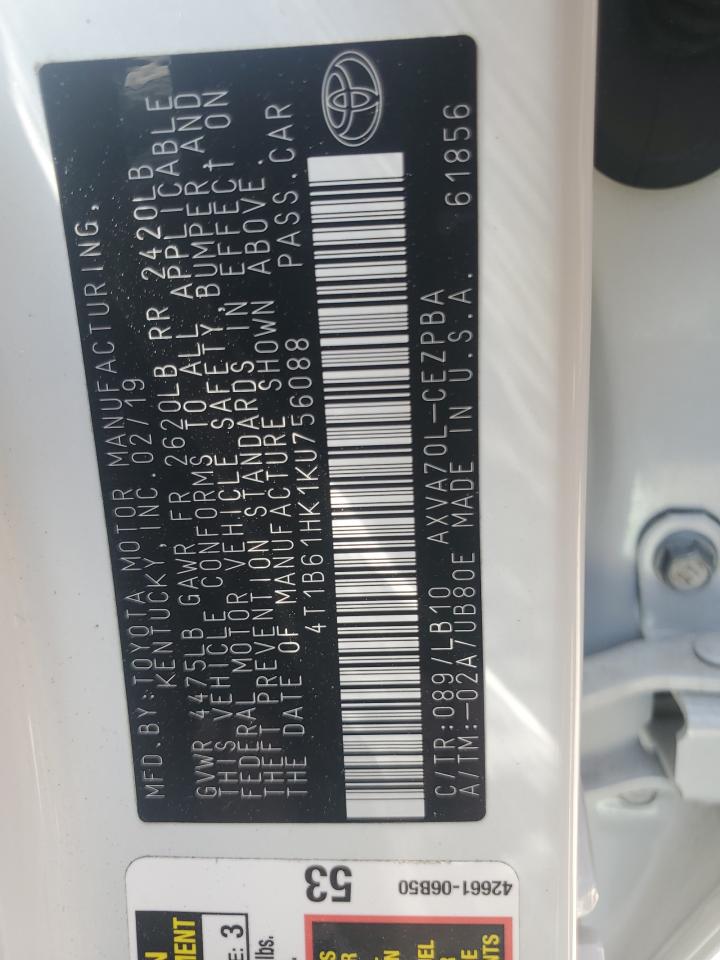 MFD. BY: TOYOTA MOTOR MANUFACTURING,
KENTUCKY, INC. 02/19
GVWR 4475LB GAWR FR 2620LB RR 2420LB
THIS VEHICLE CONFORMS TO ALL APPLICABLE
FEDERAL MOTOR VEHICLE SAFETY, BUMPER AND
THEFT PREVENTION STANDARDS IN EFFECT ON
THE DATE OF MANUFACTURE SHOWN ABOVE.
4T1B61HK1KU756088 PASS.CAR
C/TR:089/LB10 AXVA70L-CEZPBA
A/TM:-02A/UB80E MADE IN U.S.A. 61856
53
42661-06B50
E: 3
lbs.